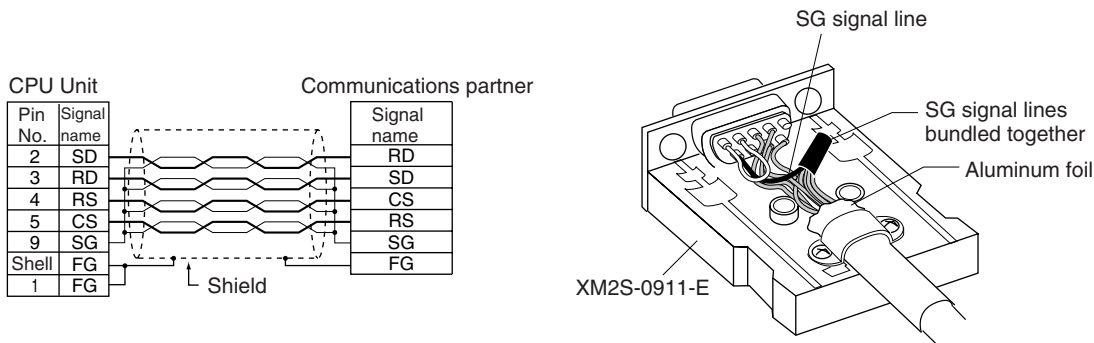 CPU Unit
Communications partner
Pin No. Signal name
2 SD
3 RD
4 RS
5 CS
9 SG
Shell FG
1 FG
Signal name
RD
SD
CS
RS
SG
FG
Shield
SG signal line
SG signal lines
bundled together
Aluminum foil
XM2S-0911-E